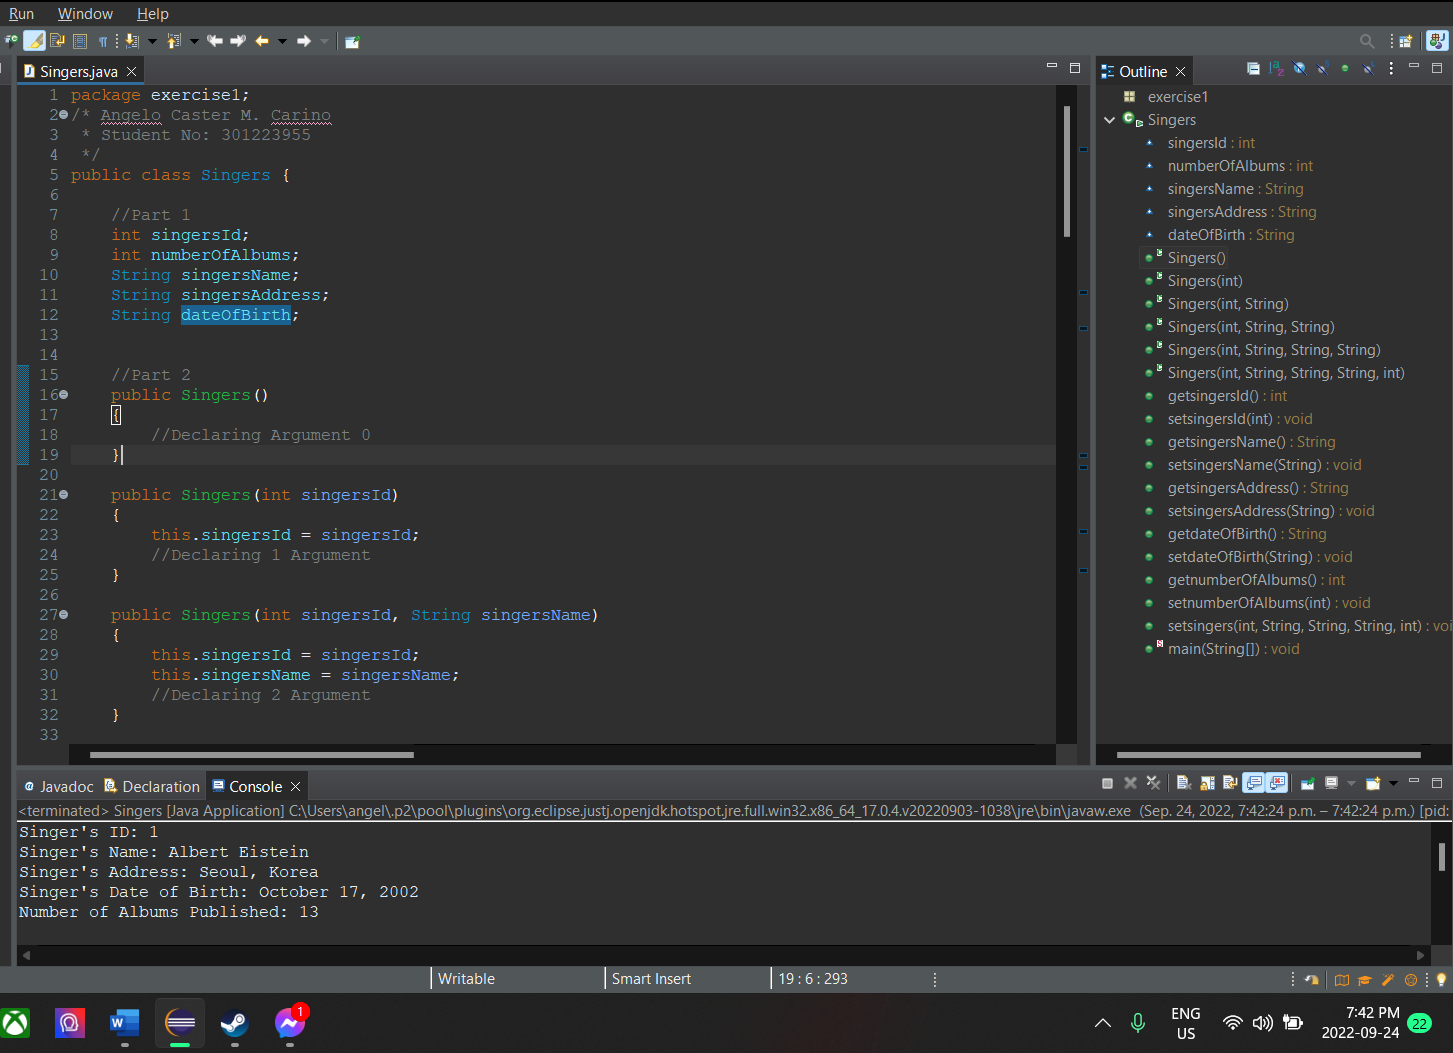 Run Window Help
Singers.java
1 package exercise1;
2 /* Angelo Caster M. Carino
3 * Student No: 301223955
4 */
5 public class Singers {
6
7 //Part 1
8 int singersId;
9 int numberOfAlbums;
10 String singersName;
11 String singersAddress;
12 String dateOfBirth;
13
14
15 //Part 2
16 public Singers()
17 {
18 //Declaring Argument 0
19 }
20
21 public Singers(int singersId)
22 {
23 this.singersId = singersId;
24 //Declaring 1 Argument
25 }
26
27 public Singers(int singersId, String singersName)
28 {
29 this.singersId = singersId;
30 this.singersName = singersName;
31 //Declaring 2 Argument
32 }
33
Outline
exercise1
Singers
singersId : int
numberOfAlbums : int
singersName : String
singersAddress : String
dateOfBirth : String
Singers()
Singers(int)
Singers(int, String)
Singers(int, String, String)
Singers(int, String, String, String)
Singers(int, String, String, String, int)
getsingersId() : int
setsingersId(int) : void
getsingersName() : String
setsingersName(String) : void
getsingersAddress() : String
setsingersAddress(String) : void
getdateOfBirth() : String
setdateOfBirth(String) : void
getnumberOfAlbums() : int
setnumberOfAlbums(int) : void
setsingers(int, String, String, String, int) : voi
main(String[]) : void
Javadoc Declaration Console
<terminated> Singers [Java Application] C:\Users\angel\.p2\pool\plugins\org.eclipse.justj.openjdk.hotspot.jre.full.win32.x86_64_17.0.4.v20220903-1038\jre\bin\javaw.exe (Sep. 24, 2022, 7:42:24 p.m. – 7:42:24 p.m.) [pid:
Singer's ID: 1
Singer's Name: Albert Eistein
Singer's Address: Seoul, Korea
Singer's Date of Birth: October 17, 2002
Number of Albums Published: 13
Writable Smart Insert 19 : 6 : 293
1
ENG
US
7:42 PM
2022-09-24
22